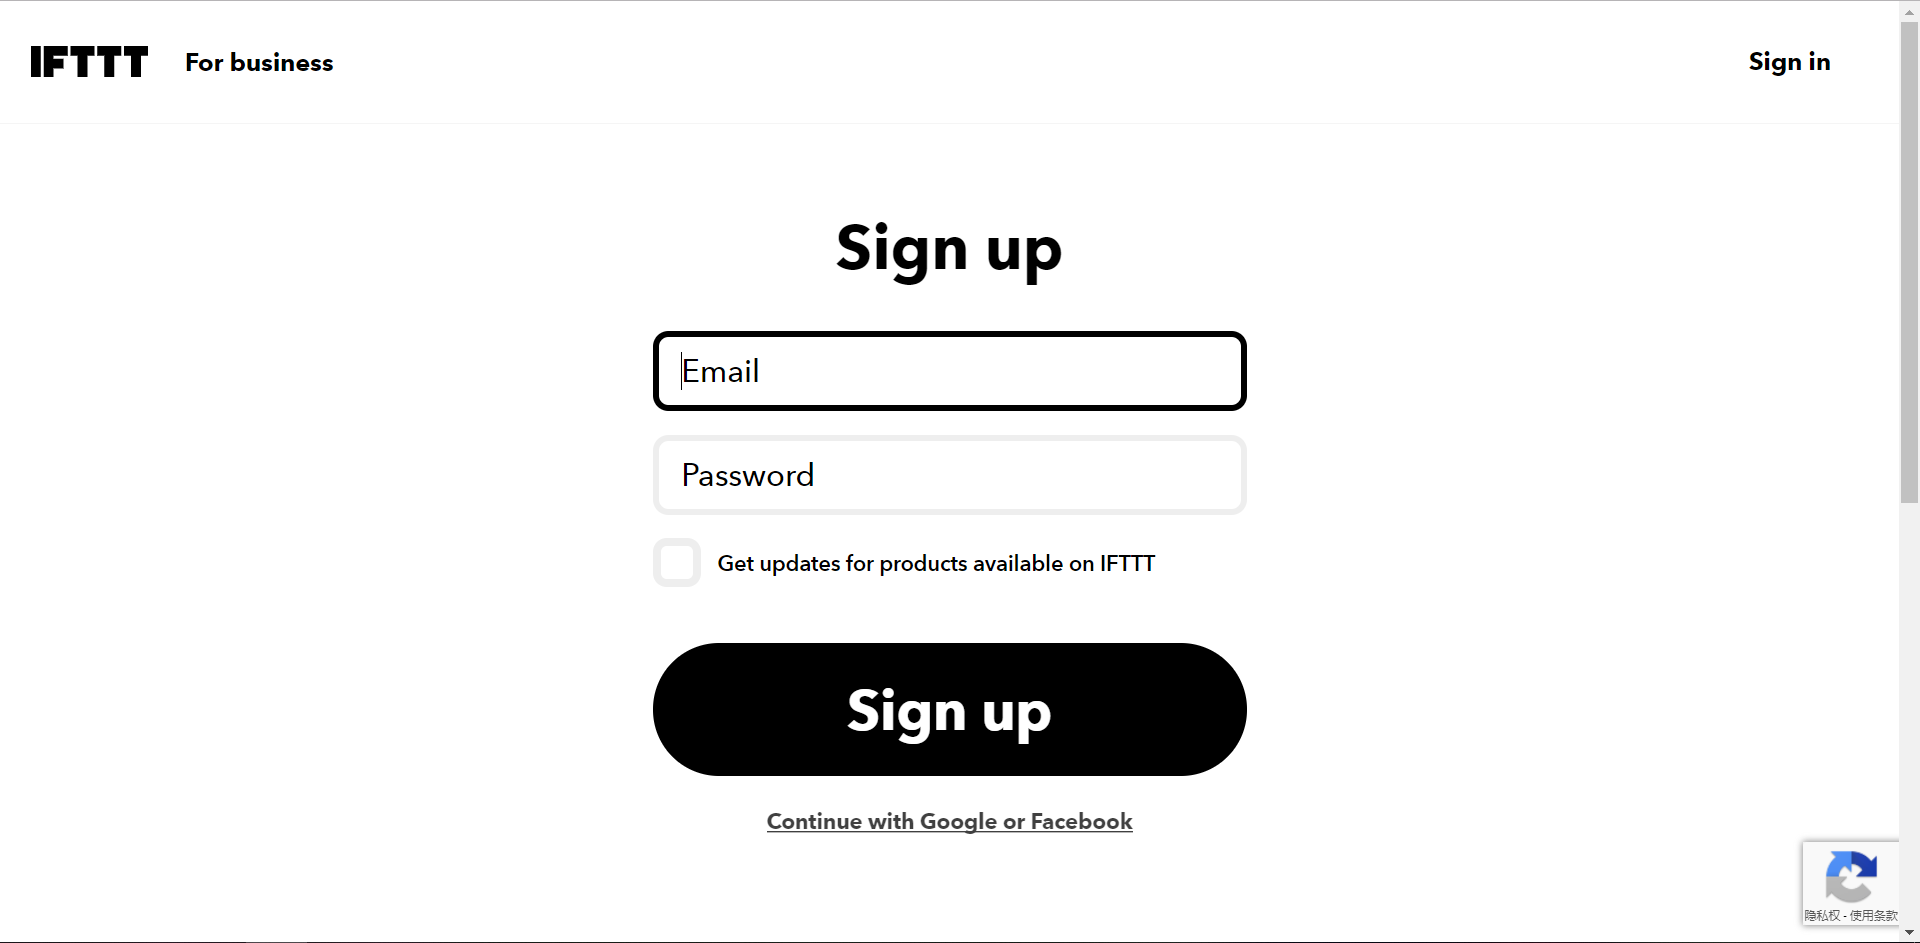 IFTTT For business Sign in
Sign up
Email
Password
Get updates for products available on IFTTT
Sign up
Continue with Google or Facebook
隐私权 - 使用条款